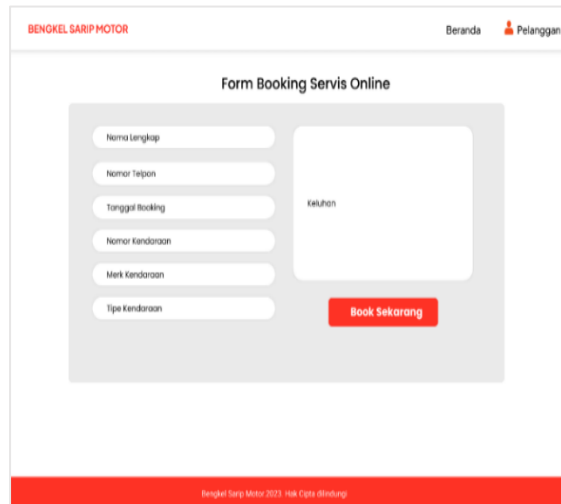 BENGKEL SARIP MOTOR
Beranda
Pelanggan
Form Booking Servis Online
Nama Lengkap
Nomor Telpon
Tanggal Booking
Nomor Kendaraan
Merk Kendaraan
Tipe Kendaraan
Keluhan
Book Sekarang
Bengkel Sarip Motor 2023. Hak Cipta dilindungi